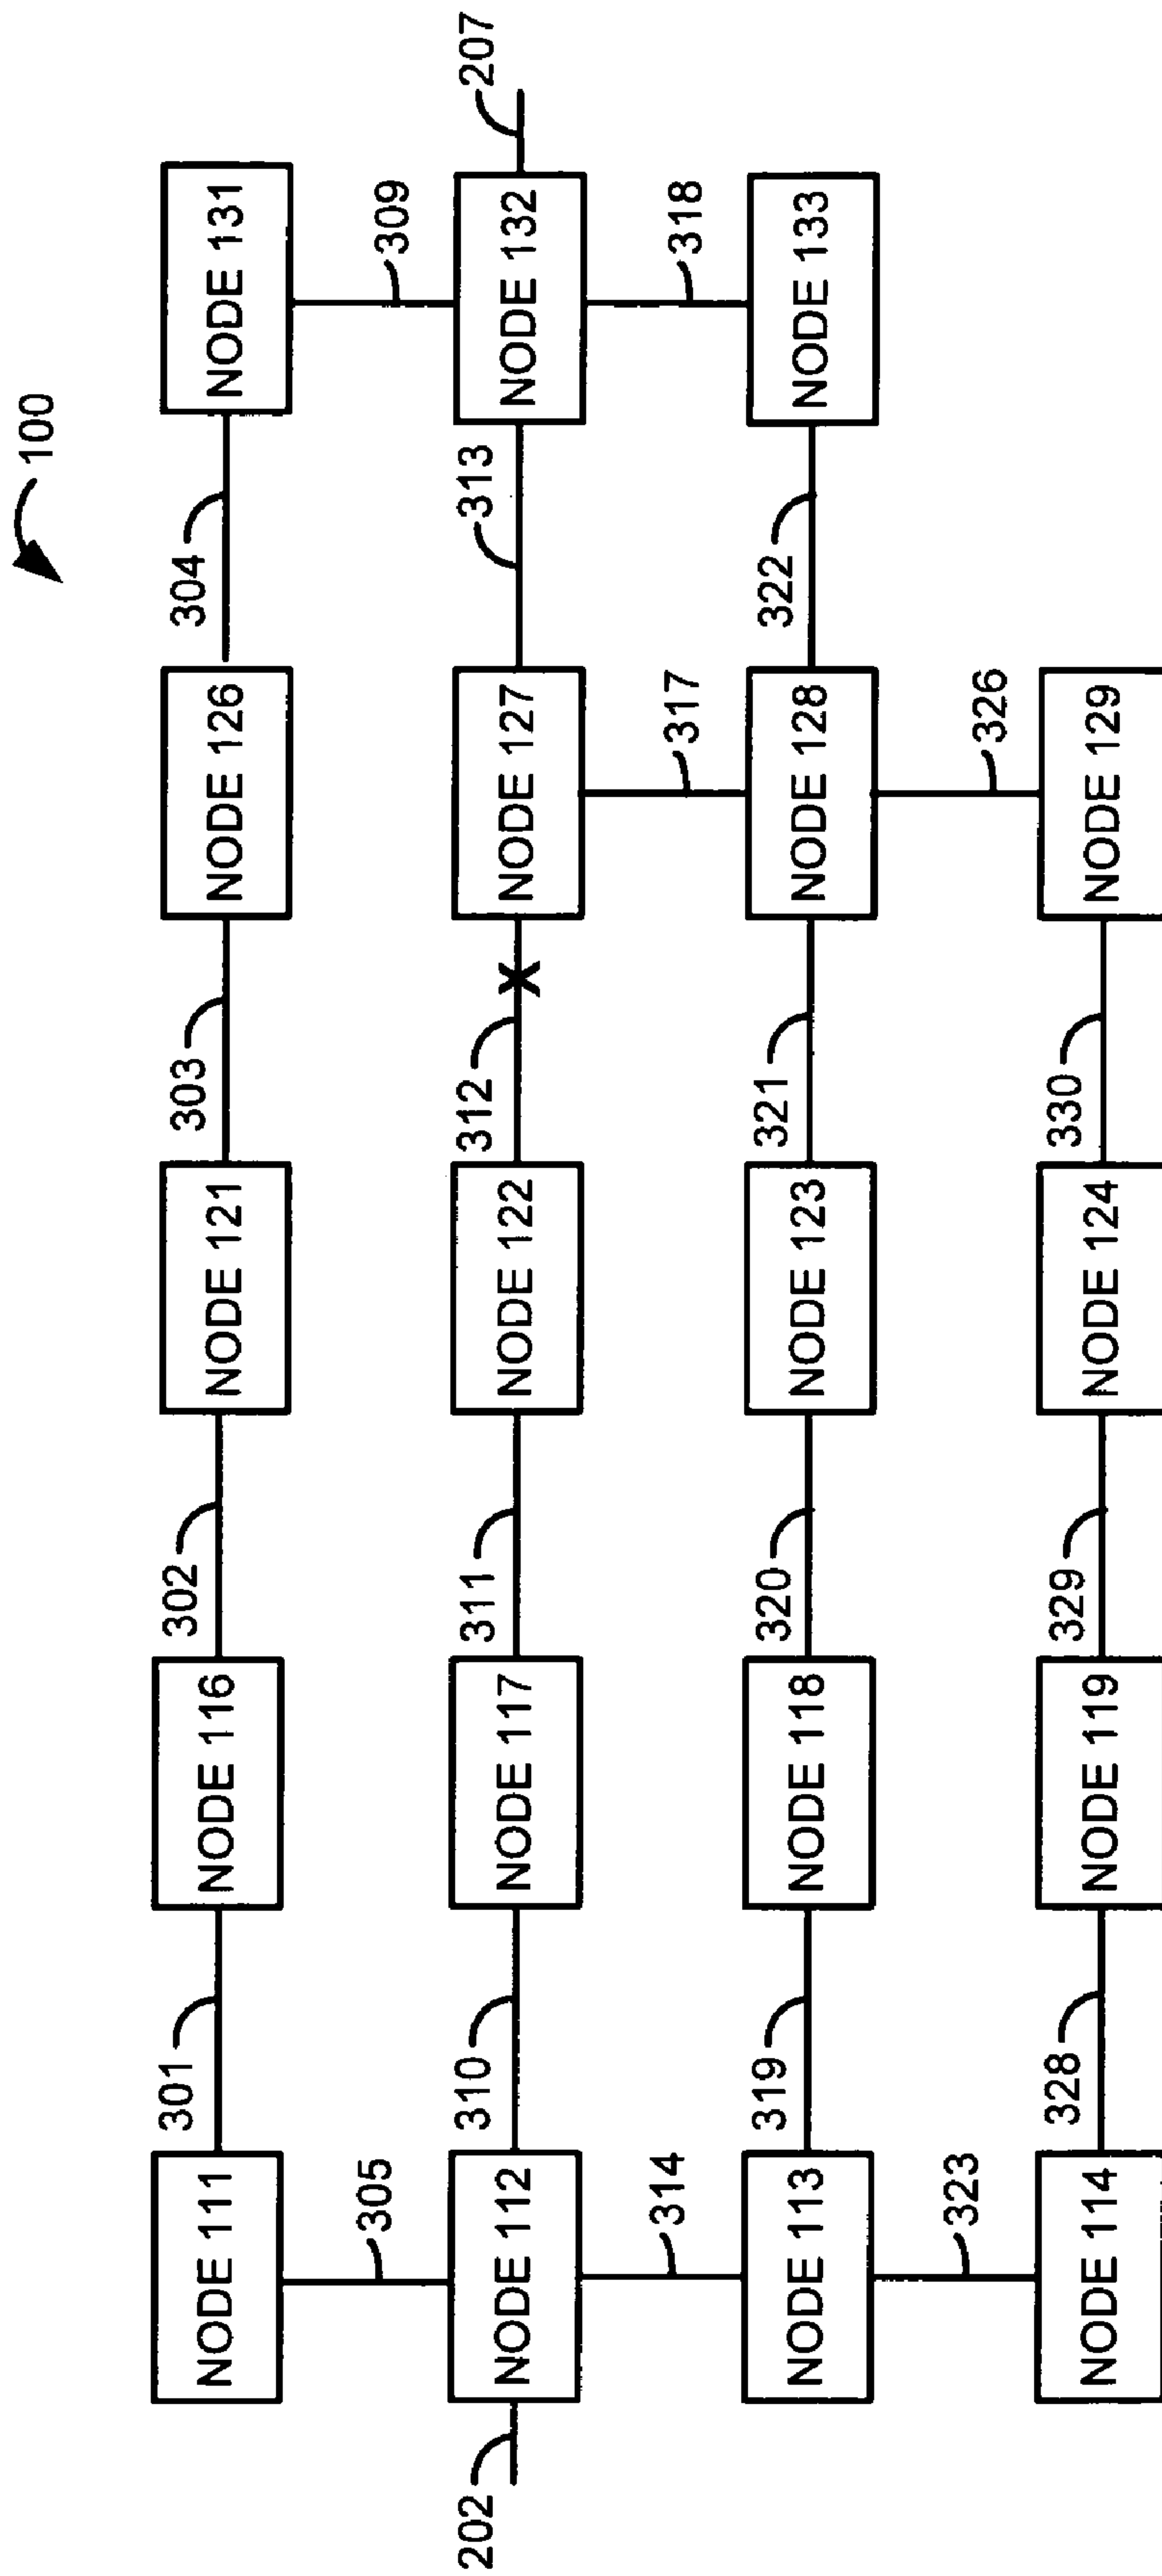 100
NODE 111
301
NODE 116
302
NODE 121
303
NODE 126
304
NODE 131
305
309
202
NODE 112
310
NODE 117
311
NODE 122
312
X
NODE 127
313
NODE 132
207
314
317
318
NODE 113
319
NODE 118
320
NODE 123
321
NODE 128
322
NODE 133
323
326
NODE 114
328
NODE 119
329
NODE 124
330
NODE 129